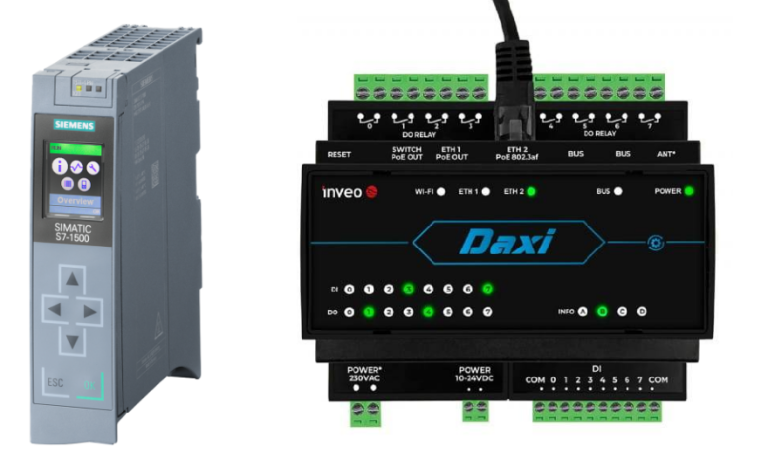 SIEMENS
Overview
SIMATIC
S7-1500
ESC
OK
0 1 2 3 4 5 6 7
DO RELAY DO RELAY
RESET SWITCH PoE OUT ETH 1 PoE OUT ETH 2 PoE 802.3af BUS BUS ANT*
inveo WI-FI ETH 1 ETH 2 BUS POWER
Daxi
DI 0 1 2 3 4 5 6 7
DO 0 1 2 3 4 5 6 7 INFO A B C D
POWER* 230VAC POWER 10-24VDC DI
COM 0 1 2 3 4 5 6 7 COM